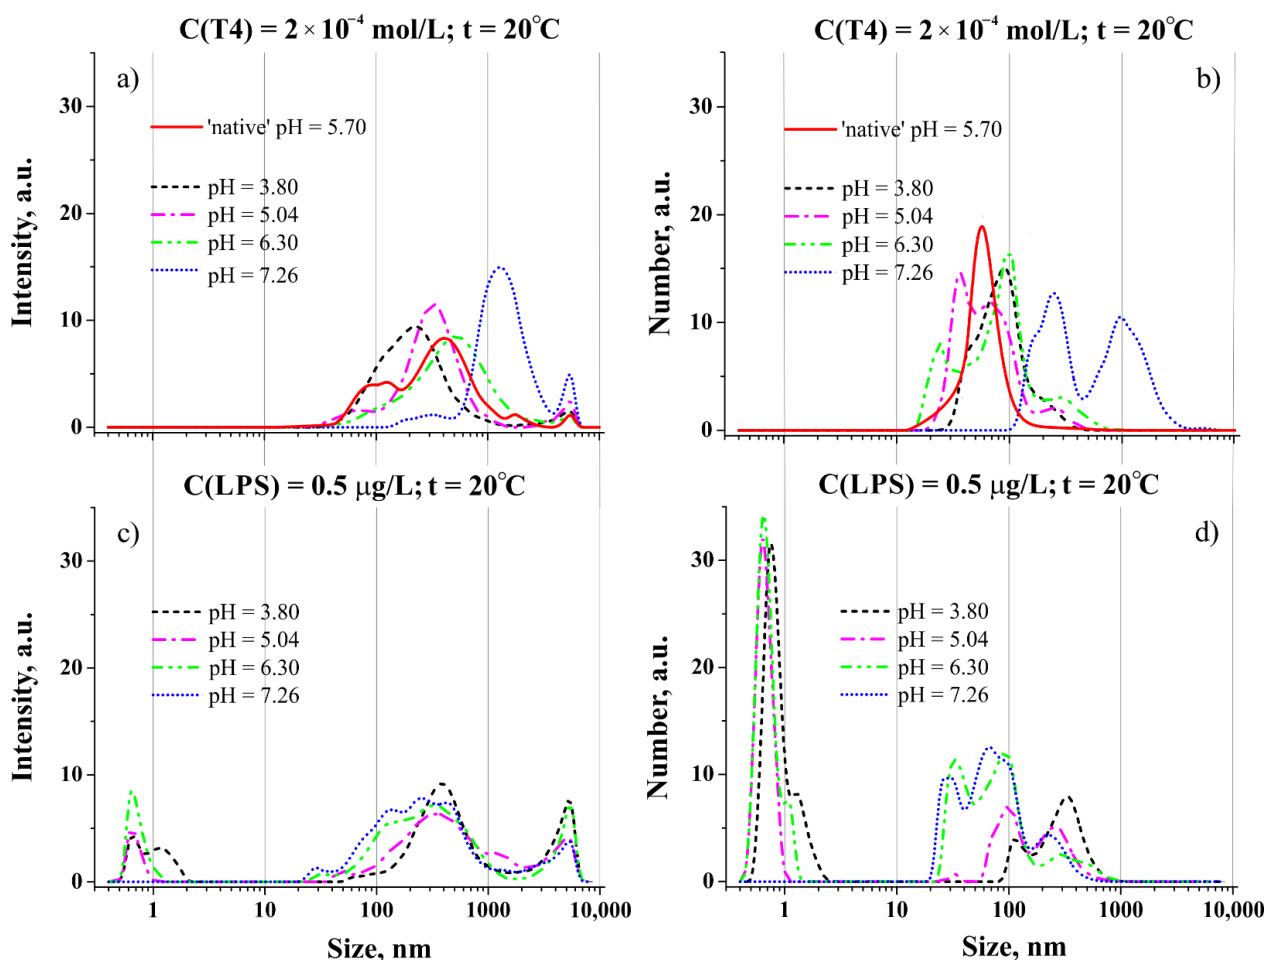 C(T4) = 2 × 10⁻⁴ mol/L; t = 20°C
a)
Intensity, a.u.
30
20
10
0
'native' pH = 5.70
pH = 3.80
pH = 5.04
pH = 6.30
pH = 7.26
C(T4) = 2 × 10⁻⁴ mol/L; t = 20°C
b)
Number, a.u.
30
20
10
0
'native' pH = 5.70
pH = 3.80
pH = 5.04
pH = 6.30
pH = 7.26
C(LPS) = 0.5 μg/L; t = 20°C
c)
Intensity, a.u.
30
20
10
0
pH = 3.80
pH = 5.04
pH = 6.30
pH = 7.26
1 10 100 1000 10,000
Size, nm
C(LPS) = 0.5 μg/L; t = 20°C
d)
Number, a.u.
30
20
10
0
pH = 3.80
pH = 5.04
pH = 6.30
pH = 7.26
1 10 100 1000 10,000
Size, nm